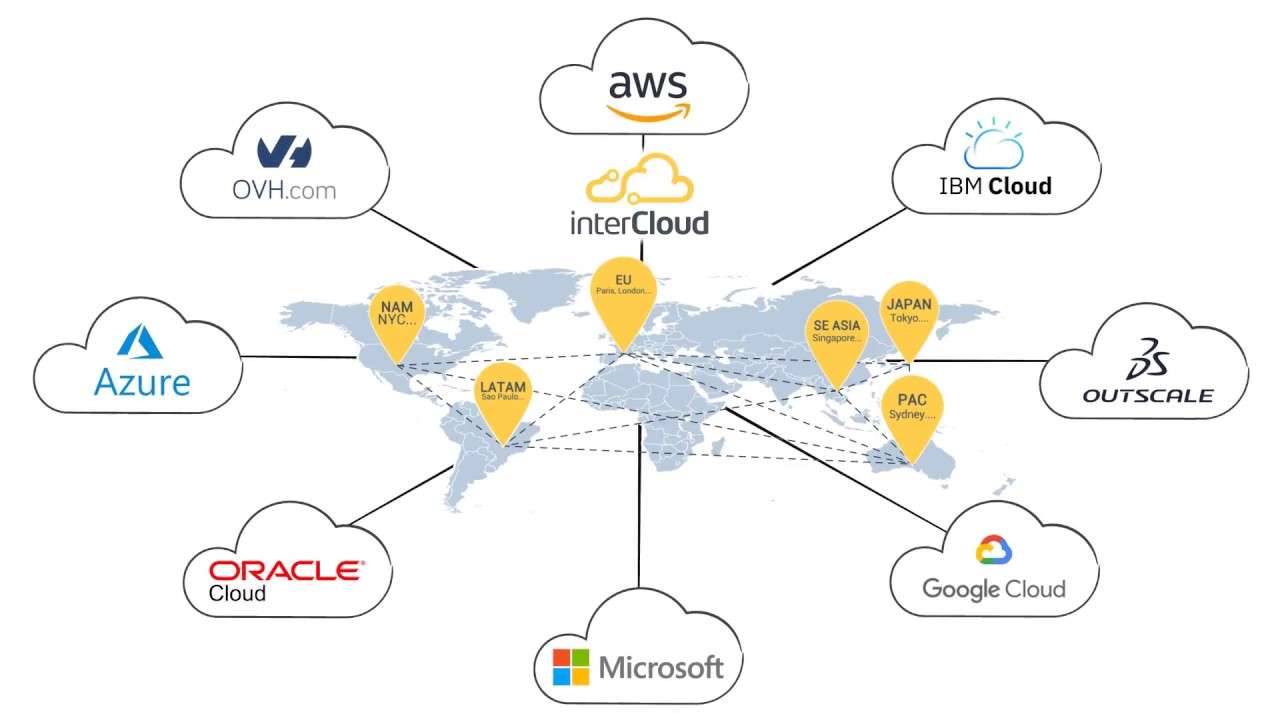 aws
OVH.com
IBM Cloud
interCloud
EU
Paris, London...
NAM
NYC...
JAPAN
Tokyo....
SE ASIA
Singapore...
Azure
LATAM
Sao Paulo...
PAC
Sydney....
OUTSCALE
ORACLE®
Cloud
Google Cloud
Microsoft